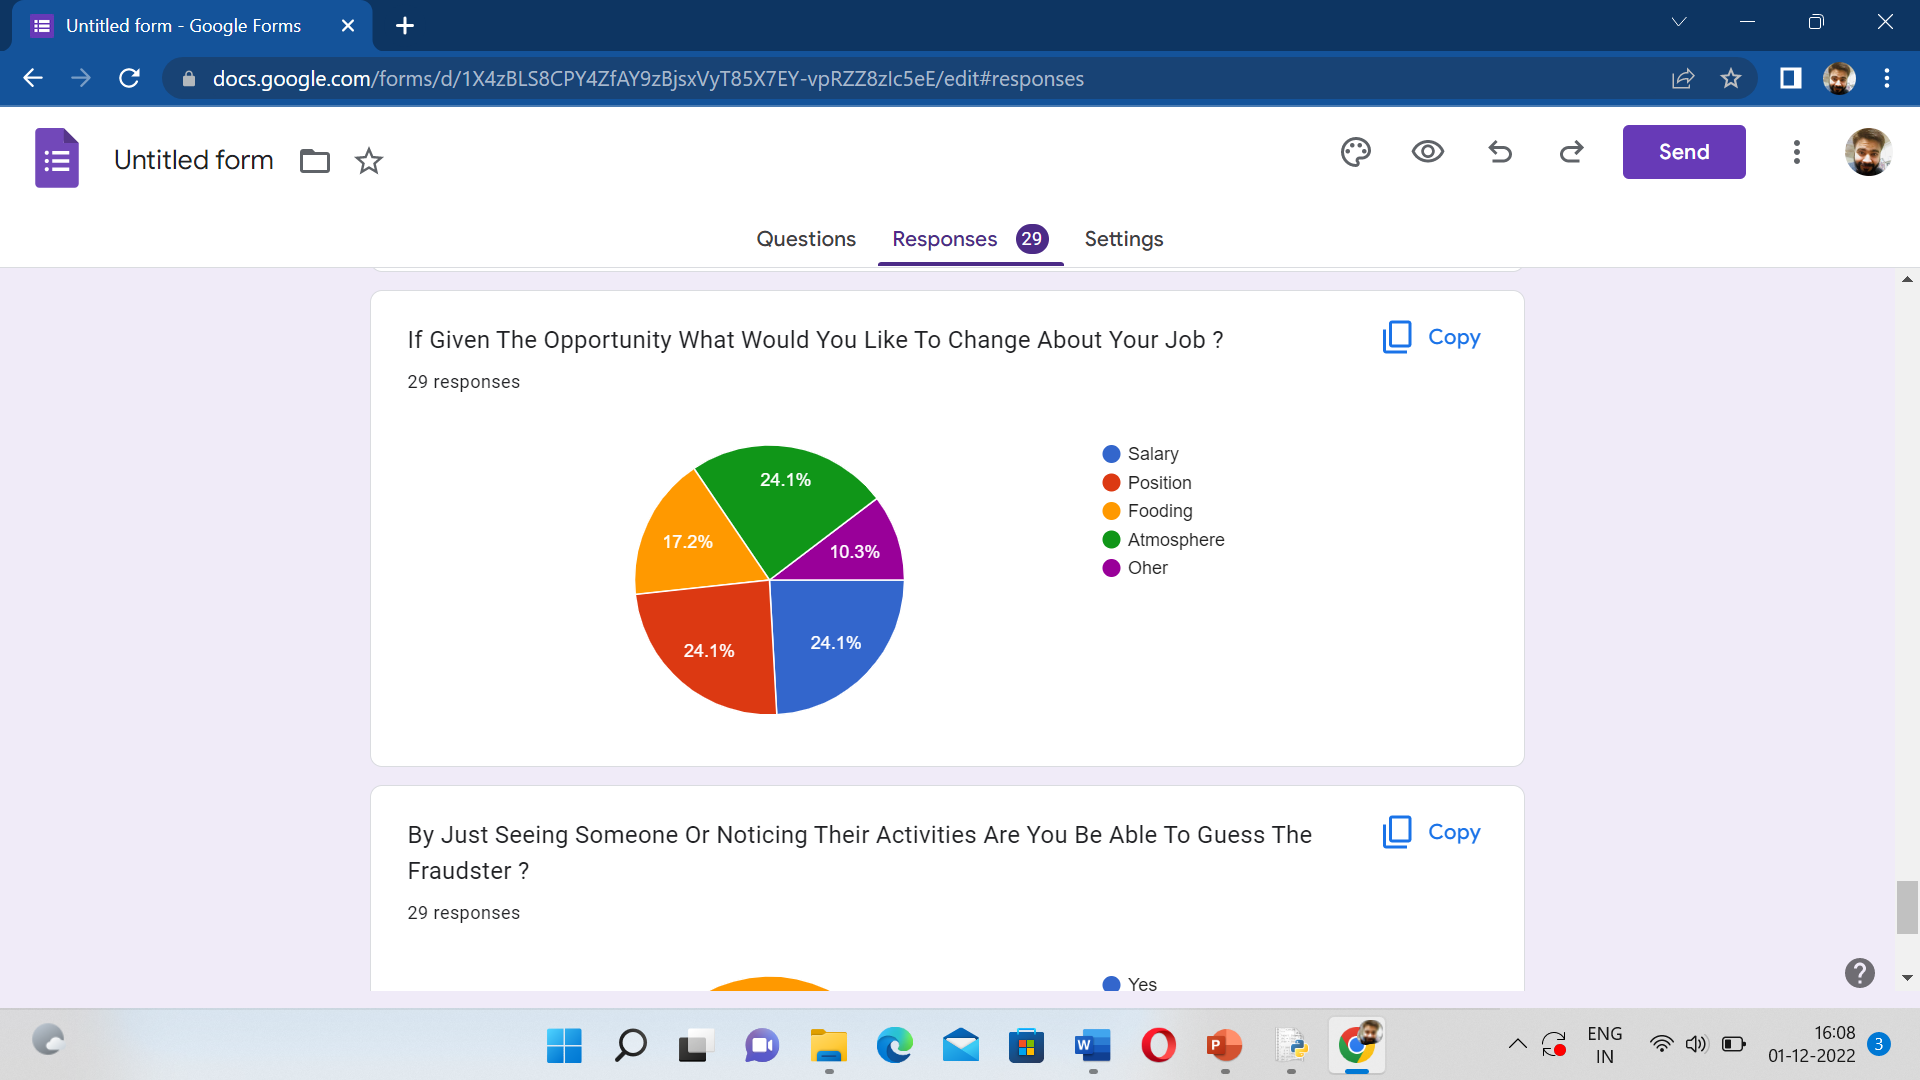 Untitled form - Google Forms
docs.google.com/forms/d/1X4zBLS8CPY4ZfAY9zBjsxVyT85X7EY-vpRZZ8zIc5eE/edit#responses
Untitled form
Send
Questions Responses 29 Settings
If Given The Opportunity What Would You Like To Change About Your Job ?
Copy
29 responses
24.1%
17.2%
10.3%
24.1%
24.1%
Salary
Position
Fooding
Atmosphere
Oher
By Just Seeing Someone Or Noticing Their Activities Are You Be Able To Guess The
Fraudster ?
Copy
29 responses
Yes
W
P
ENG
IN
16:08
01-12-2022
3